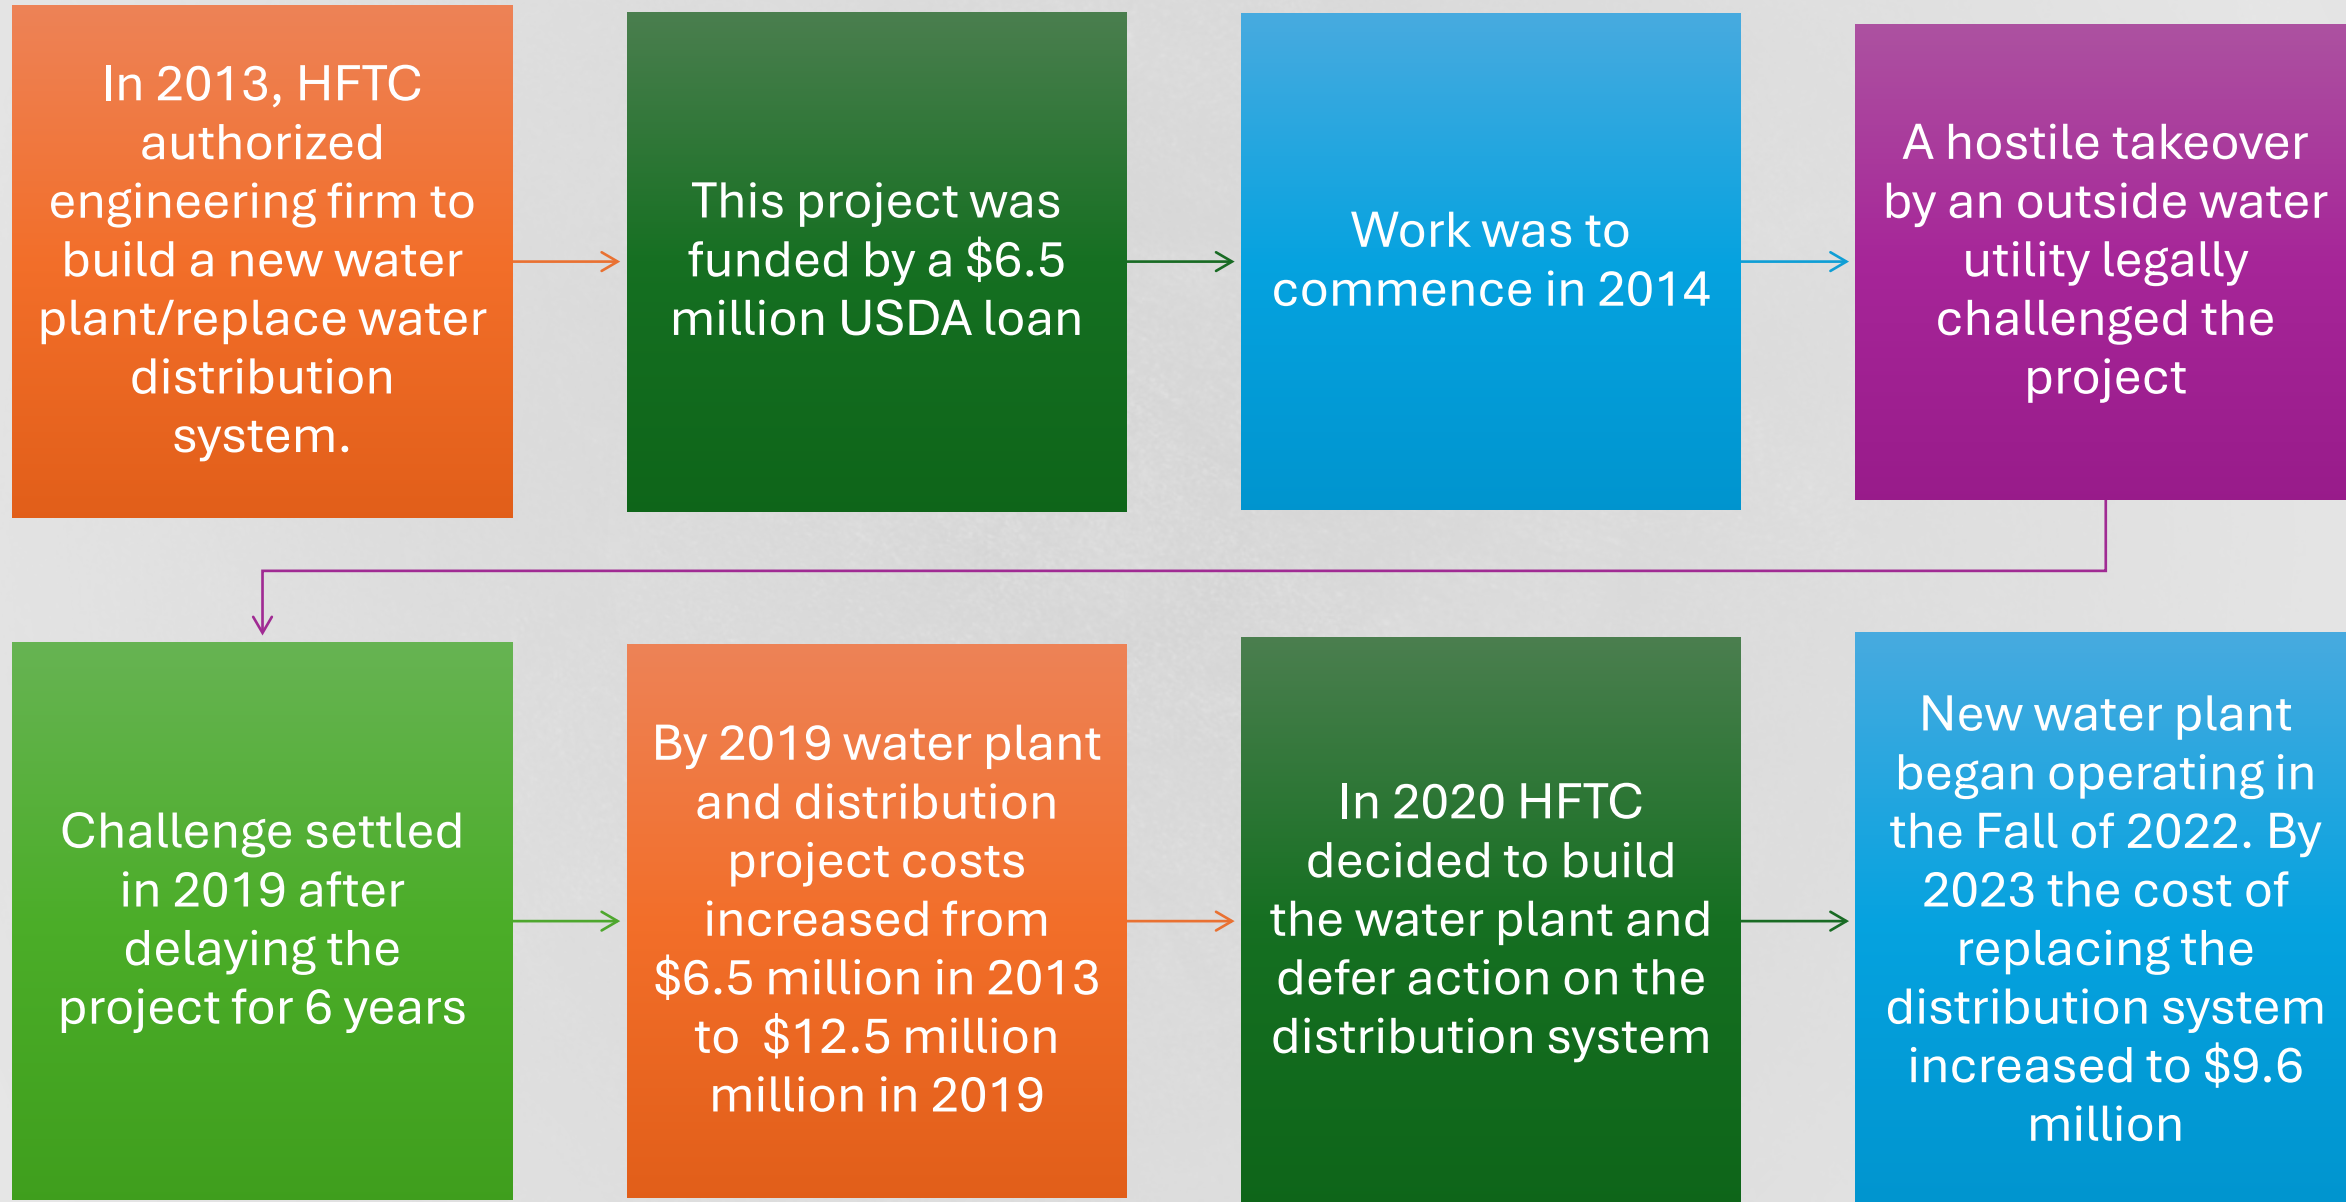 In 2013, HFTC
authorized
engineering firm to
build a new water
plant/replace water
distribution
system.
This project was
funded by a $6.5
million USDA loan
Work was to
commence in 2014
A hostile takeover
by an outside water
utility legally
challenged the
project
Challenge settled
in 2019 after
delaying the
project for 6 years
By 2019 water plant
and distribution
project costs
increased from
$6.5 million in 2013
to  $12.5 million
million in 2019
In 2020 HFTC
decided to build
the water plant and
defer action on the
distribution system
New water plant
began operating in
the Fall of 2022. By
2023 the cost of
replacing the
distribution system
increased to $9.6
million